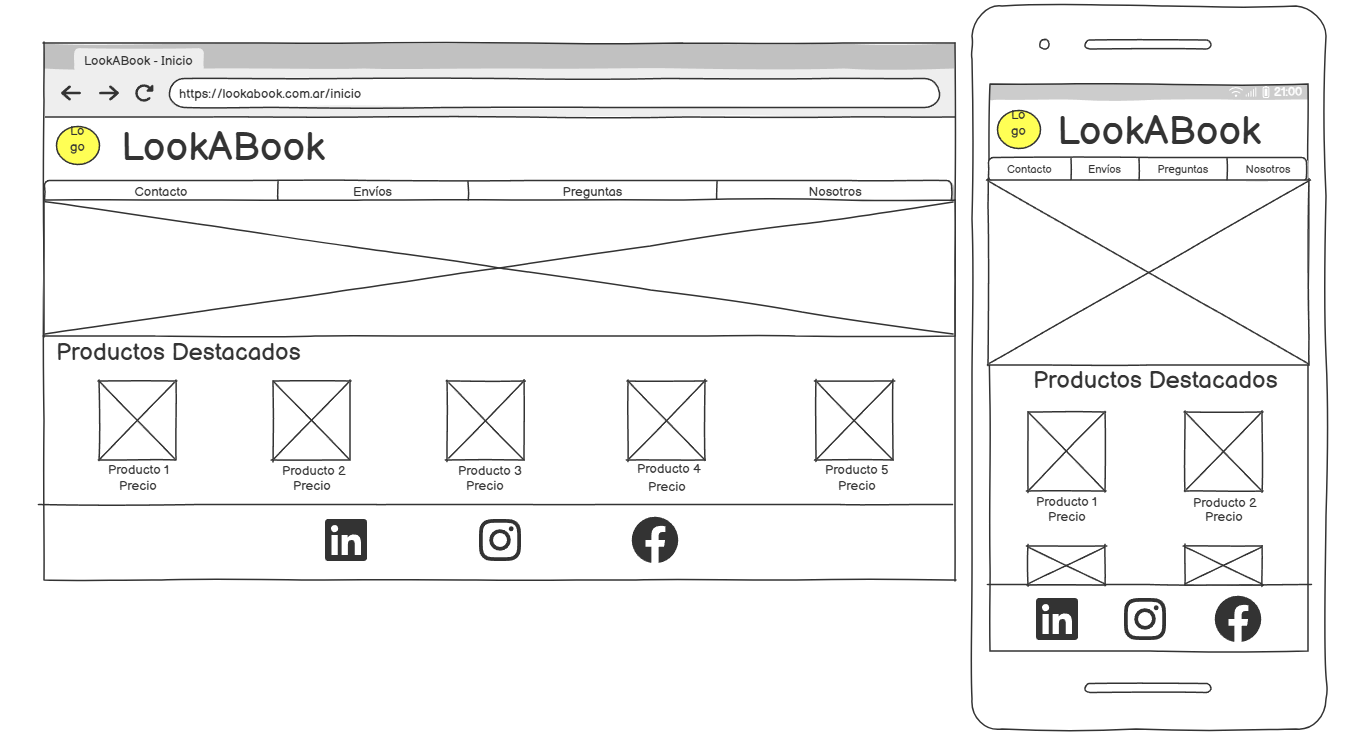 LookABook - Inicio
https://lookabook.com.ar/inicio
Lo
go
LookABook
Contacto Envíos Preguntas Nosotros
Productos Destacados
Producto 1 Producto 2 Producto 3 Producto 4 Producto 5
Precio Precio Precio Precio Precio
in
21:00
Lo
go
LookABook
Contacto Envíos Preguntas Nosotros
Productos Destacados
Producto 1 Producto 2
Precio Precio
in